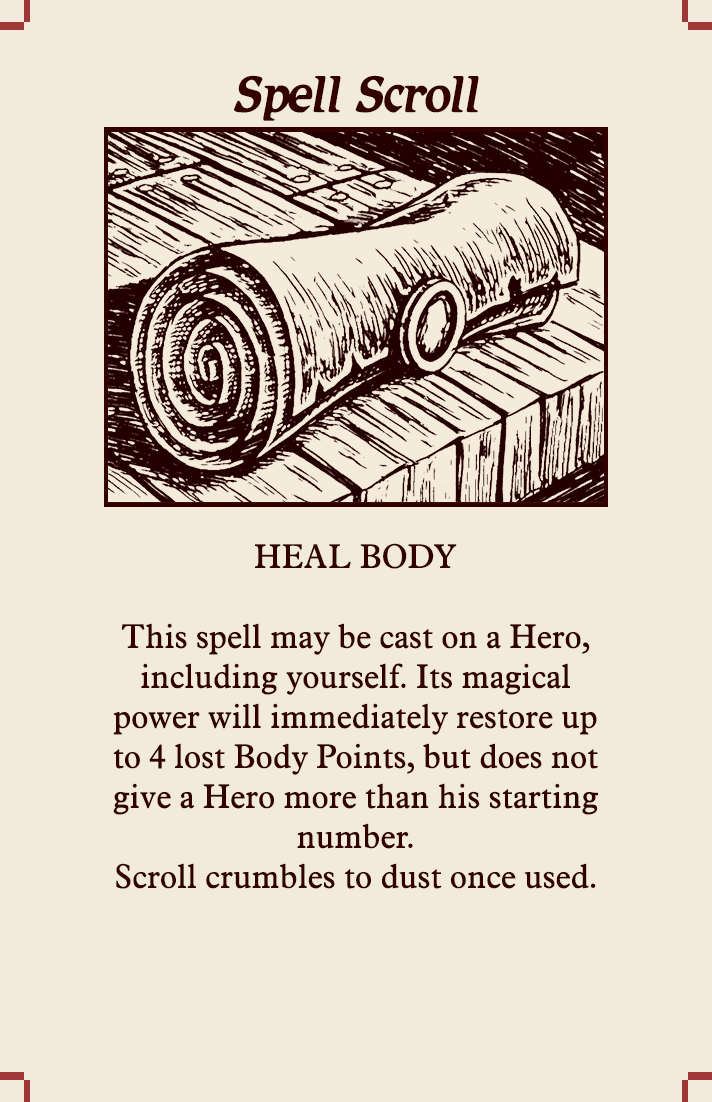 Spell Scroll
HEAL BODY
This spell may be cast on a Hero,
including yourself. Its magical
power will immediately restore up
to 4 lost Body Points, but does not
give a Hero more than his starting
number.
Scroll crumbles to dust once used.